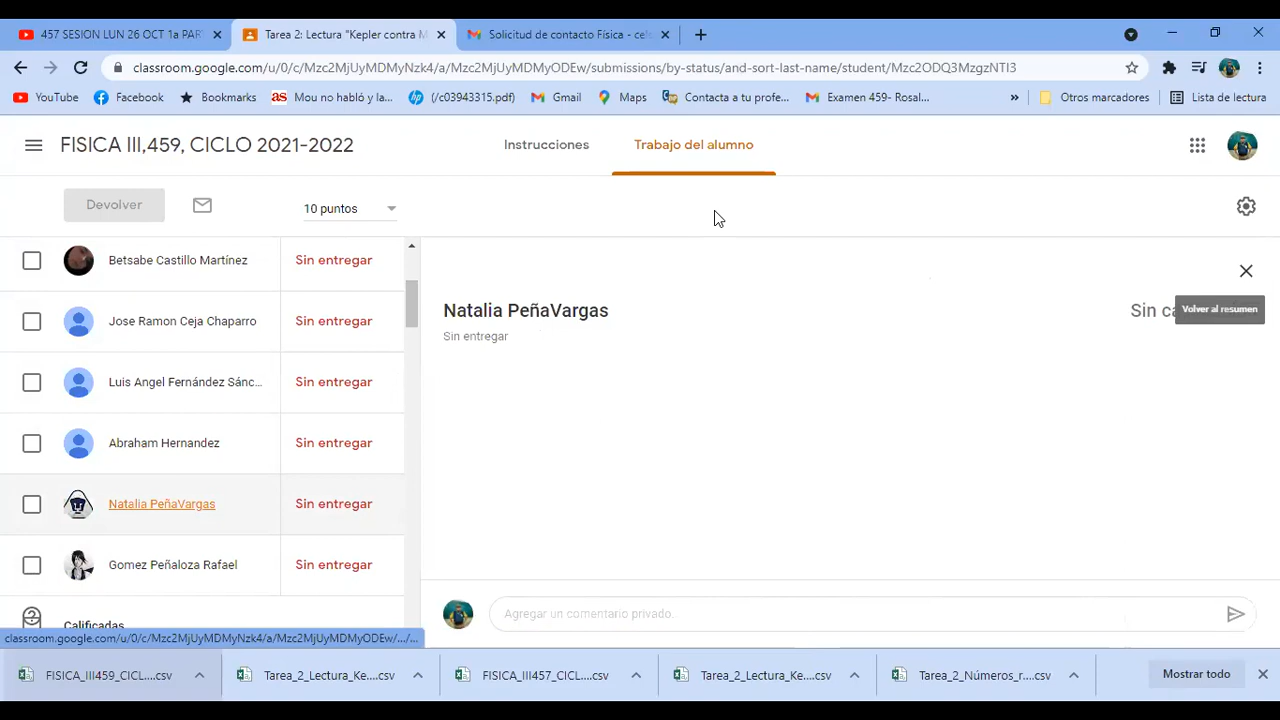 457 SESION LUN 26 OCT 1a PAR
Tarea 2: Lectura "Kepler contra M
Solicitud de contacto Física - cel
classroom.google.com/u/0/c/Mzc2MjUyMDMyNzk4/a/Mzc2MjUyMDMyODEw/submissions/by-status/and-sort-last-name/student/Mzc2ODQ3MzgzNTI3
YouTube Facebook Bookmarks as Mou no habló y la... hp (/c03943315.pdf) Gmail Maps Contacta a tu profe... Examen 459- Rosal... » Otros marcadores Lista de lectura
FISICA III,459, CICLO 2021-2022
Instrucciones
Trabajo del alumno
Devolver
10 puntos
Betsabe Castillo Martínez Sin entregar
Jose Ramon Ceja Chaparro Sin entregar
Luis Angel Fernández Sánc... Sin entregar
Abraham Hernandez Sin entregar
Natalia PeñaVargas Sin entregar
Gomez Peñaloza Rafael Sin entregar
Calificadas
Natalia PeñaVargas
Sin ca
Volver al resumen
Sin entregar
Agregar un comentario privado.
classroom.google.com/u/0/c/Mzc2MjUyMDMyNzk4/a/Mzc2MjUyMDMyODEw/.../...
FISICA_III459_CICL....csv
Tarea_2_Lectura_Ke....csv
FISICA_III457_CICL....csv
Tarea_2_Lectura_Ke....csv
Tarea_2_Números_r....csv
Mostrar todo